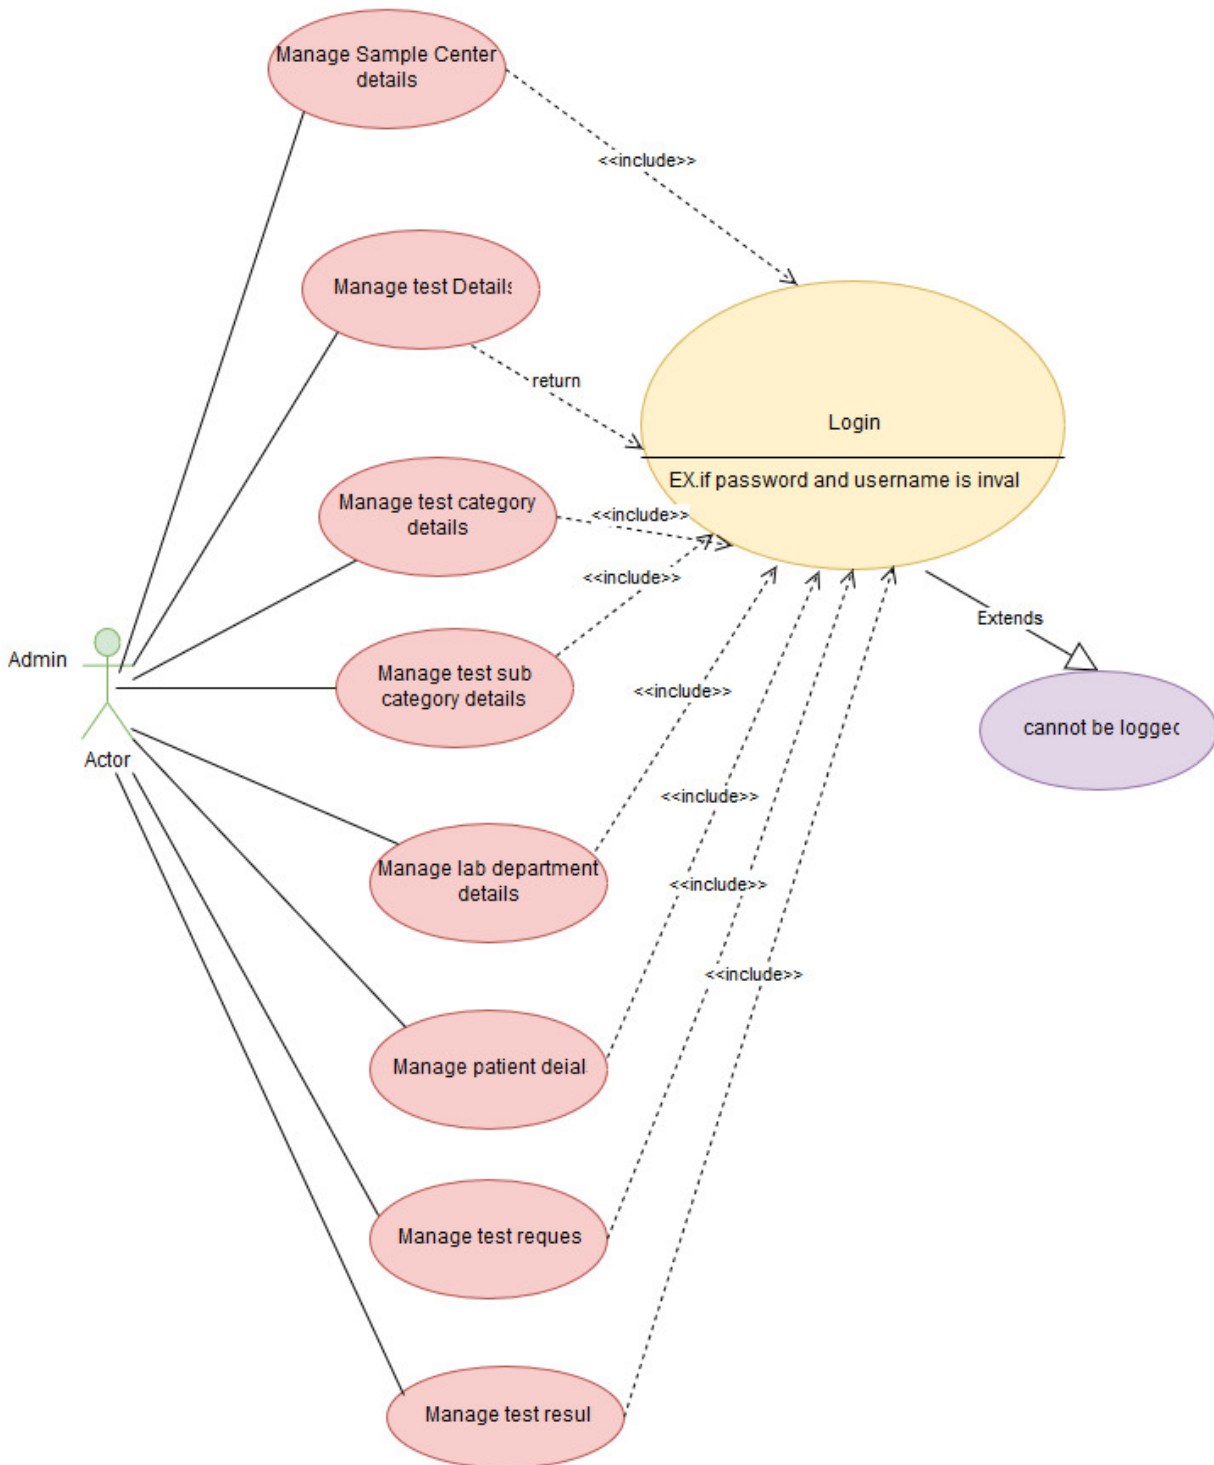 Manage Sample Center
details
<<include>>
Manage test Details
return
Login
EX.if password and username is inval
Manage test category
details
<<include>>
<<include>>
Extends
Admin
Manage test sub
category details
<<include>>
cannot be logged
Actor
<<include>>
Manage lab department
details
<<include>>
<<include>>
Manage patient deial
Manage test reques
Manage test resul